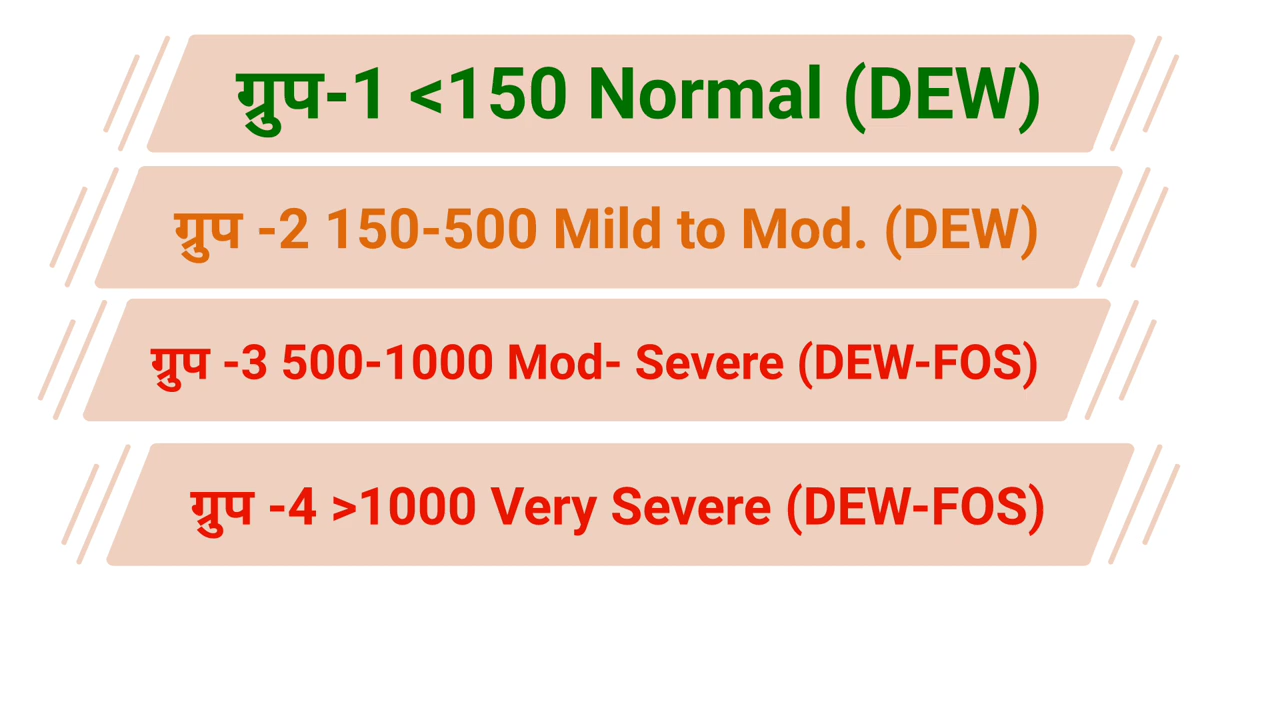 ग्रुप-1 <150 Normal (DEW)
ग्रुप -2 150-500 Mild to Mod. (DEW)
ग्रुप -3 500-1000 Mod- Severe (DEW-FOS)
ग्रुप -4 >1000 Very Severe (DEW-FOS)